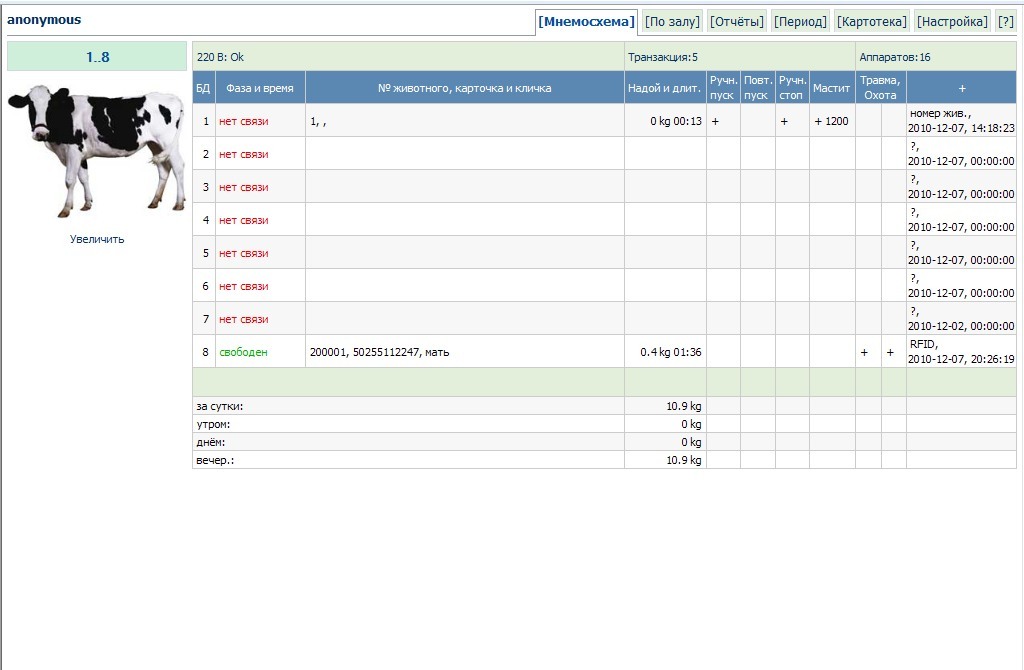 anonymous [Мнемосхема] [По залу] [Отчёты] [Период] [Картотека] [Настройка] [?]
1..8
Увеличить
220 В: Ok Транзакция:5 Аппаратов:16
БД Фаза и время № животного, карточка и кличка Надой и длит. Ручн. пуск Повт. пуск Ручн. стоп Мастит Травма, Охота +
1 нет связи 1, , 0 kg 00:13 + + + 1200 номер жив.,
2010-12-07, 14:18:23
2 нет связи ?,
2010-12-07, 00:00:00
3 нет связи ?,
2010-12-07, 00:00:00
4 нет связи ?,
2010-12-07, 00:00:00
5 нет связи ?,
2010-12-07, 00:00:00
6 нет связи ?,
2010-12-07, 00:00:00
7 нет связи ?,
2010-12-02, 00:00:00
8 свободен 200001, 50255112247, мать 0.4 kg 01:36 + + RFID,
2010-12-07, 20:26:19
за сутки: 10.9 kg
утром: 0 kg
днём: 0 kg
вечер.: 10.9 kg